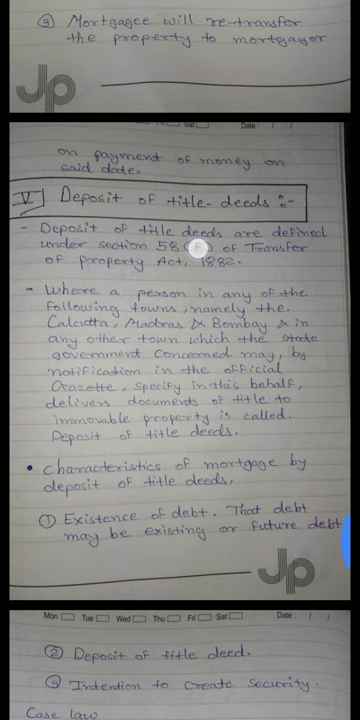 ③ Mortgagee will re-transfer
the property to mortgagor
Jp
Sat Date: / /
on payment of money on
said date.
V] Deposit of title deeds :-
- Deposit of title deeds are defined
under section 58 (F) of Transfer
of property Act, 1882.
- Where a person in any of the
following towns, namely the
Calcutta, Madras & Bombay & in
any other town which the state
government concerned may, by
notification in the official
Gazette, specify in this behalf,
delivers documents of title to
immovable property is called
Deposit of title deeds.
• Characteristics of mortgage by
deposit of title deeds,
① Existence of debt. That debt
may be existing or future debt
Jp
Mon Tue Wed Thu Fri Sat Date: / /
② Deposit of title deed.
③ Intention to create security.
Case law